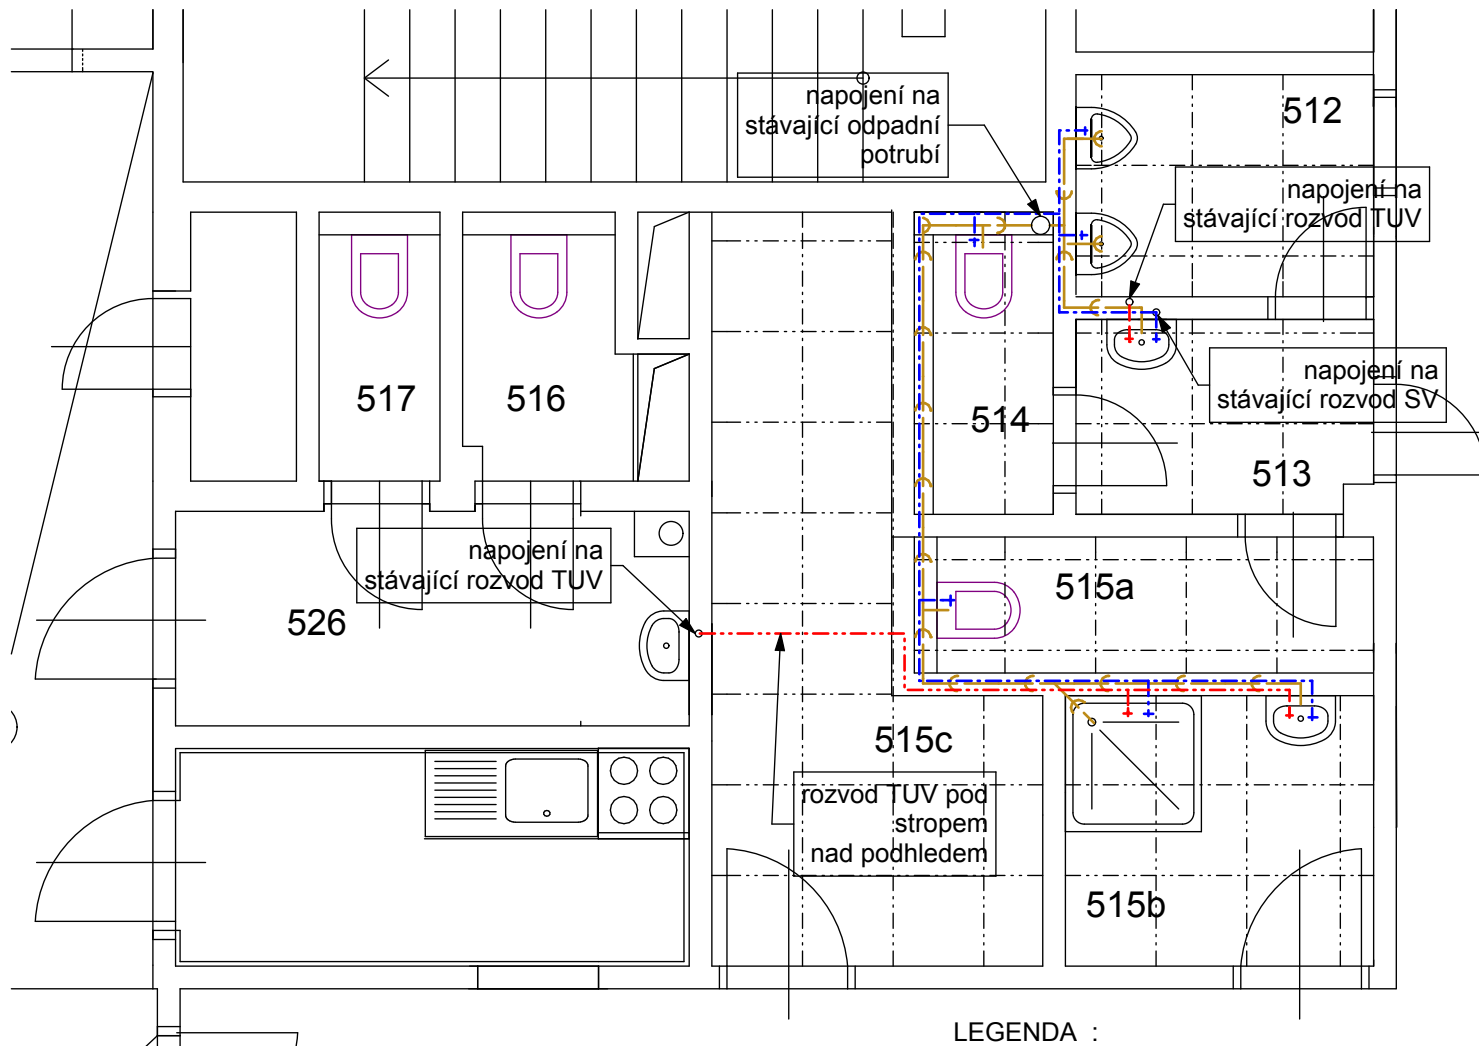 napojení na
stávající odpadní
potrubí
512
napojení na
stávající rozvod TUV
517
516
514
napojení na
stávající rozvod SV
513
napojení na
stávající rozvod TUV
526
515a
515c
rozvod TUV pod
stropem
nad podhledem
515b
LEGENDA :